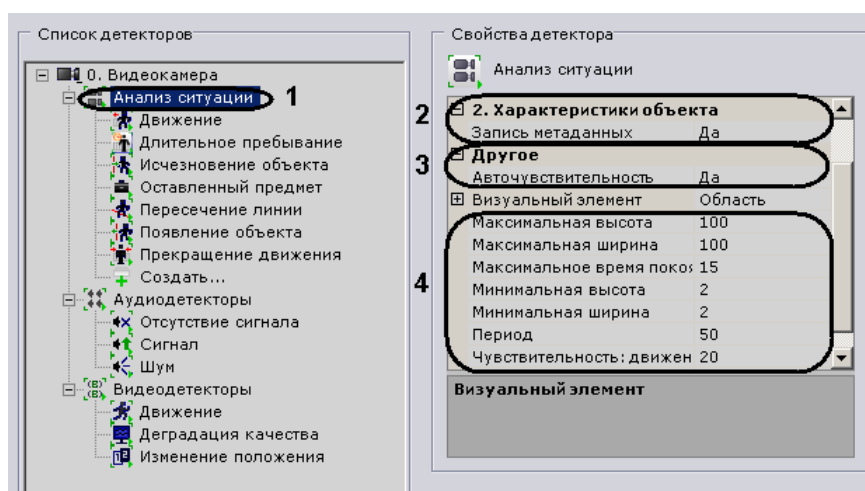 Список детекторов
0. Видеокамера
Анализ ситуации
1
Движение
Длительное пребывание
Исчезновение объекта
Оставленный предмет
Пересечение линии
Появление объекта
Прекращение движения
Создать...
Аудиодетекторы
Отсутствие сигнала
Сигнал
Шум
Видеодетекторы
Движение
Деградация качества
Изменение положения
Свойства детектора
Анализ ситуации
2
2. Характеристики объекта
Запись метаданных Да
3
Другое
Авточувствительность Да
Визуальный элемент Область
4
Максимальная высота 100
Максимальная ширина 100
Максимальное время поко 15
Минимальная высота 2
Минимальная ширина 2
Период 50
Чувствительность: движен 20
Визуальный элемент